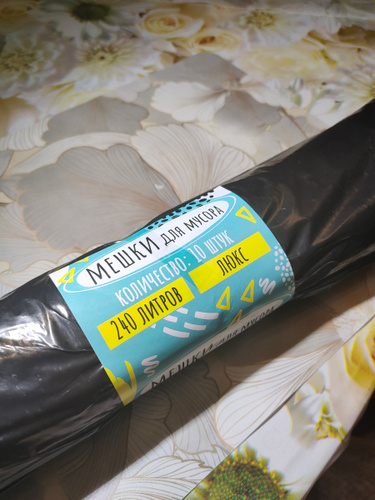 МЕШКИ ДЛЯ МУСОРА
КОЛИЧЕСТВО: 10 ШТУК
240 ЛИТРОВ
ЛЮКС
МЕШКИ ДЛЯ МУСОРА